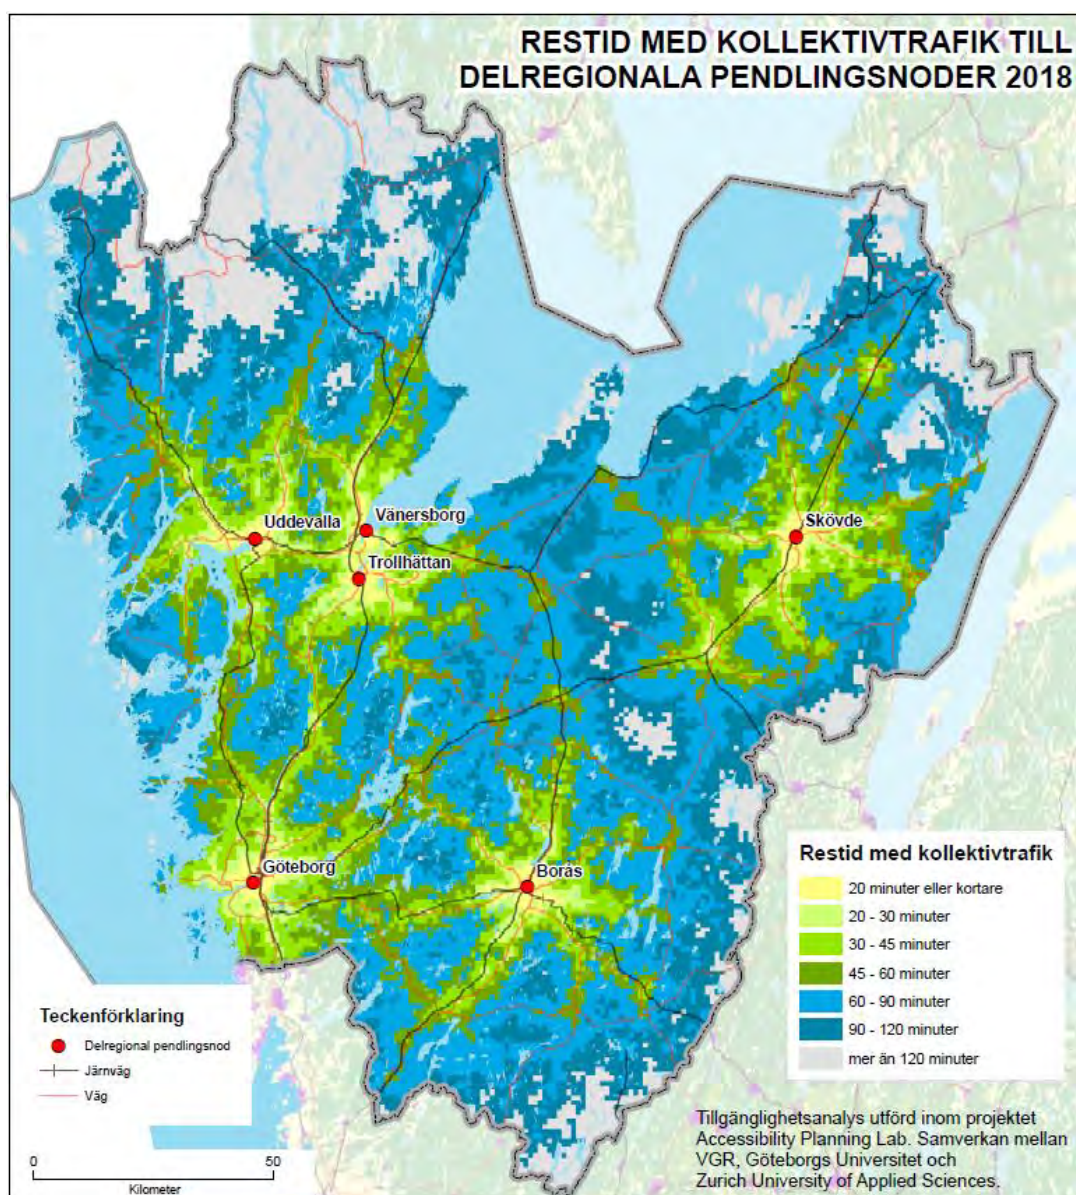 RESTID MED KOLLEKTIVTRAFIK TILL
DELREGIONALA PENDLINGSNODER 2018
Uddevalla
Vänersborg
Trollhättan
Skövde
Göteborg
Borås
Restid med kollektivtrafik
20 minuter eller kortare
20 - 30 minuter
30 - 45 minuter
45 - 60 minuter
60 - 90 minuter
90 - 120 minuter
mer än 120 minuter
Teckenförklaring
Delregional pendlingsnod
Järnväg
Väg
0 50
Kilometer
Tillgänglighetsanalys utförd inom projektet
Accessibility Planning Lab. Samverkan mellan
VGR, Göteborgs Universitet och
Zurich University of Applied Sciences.